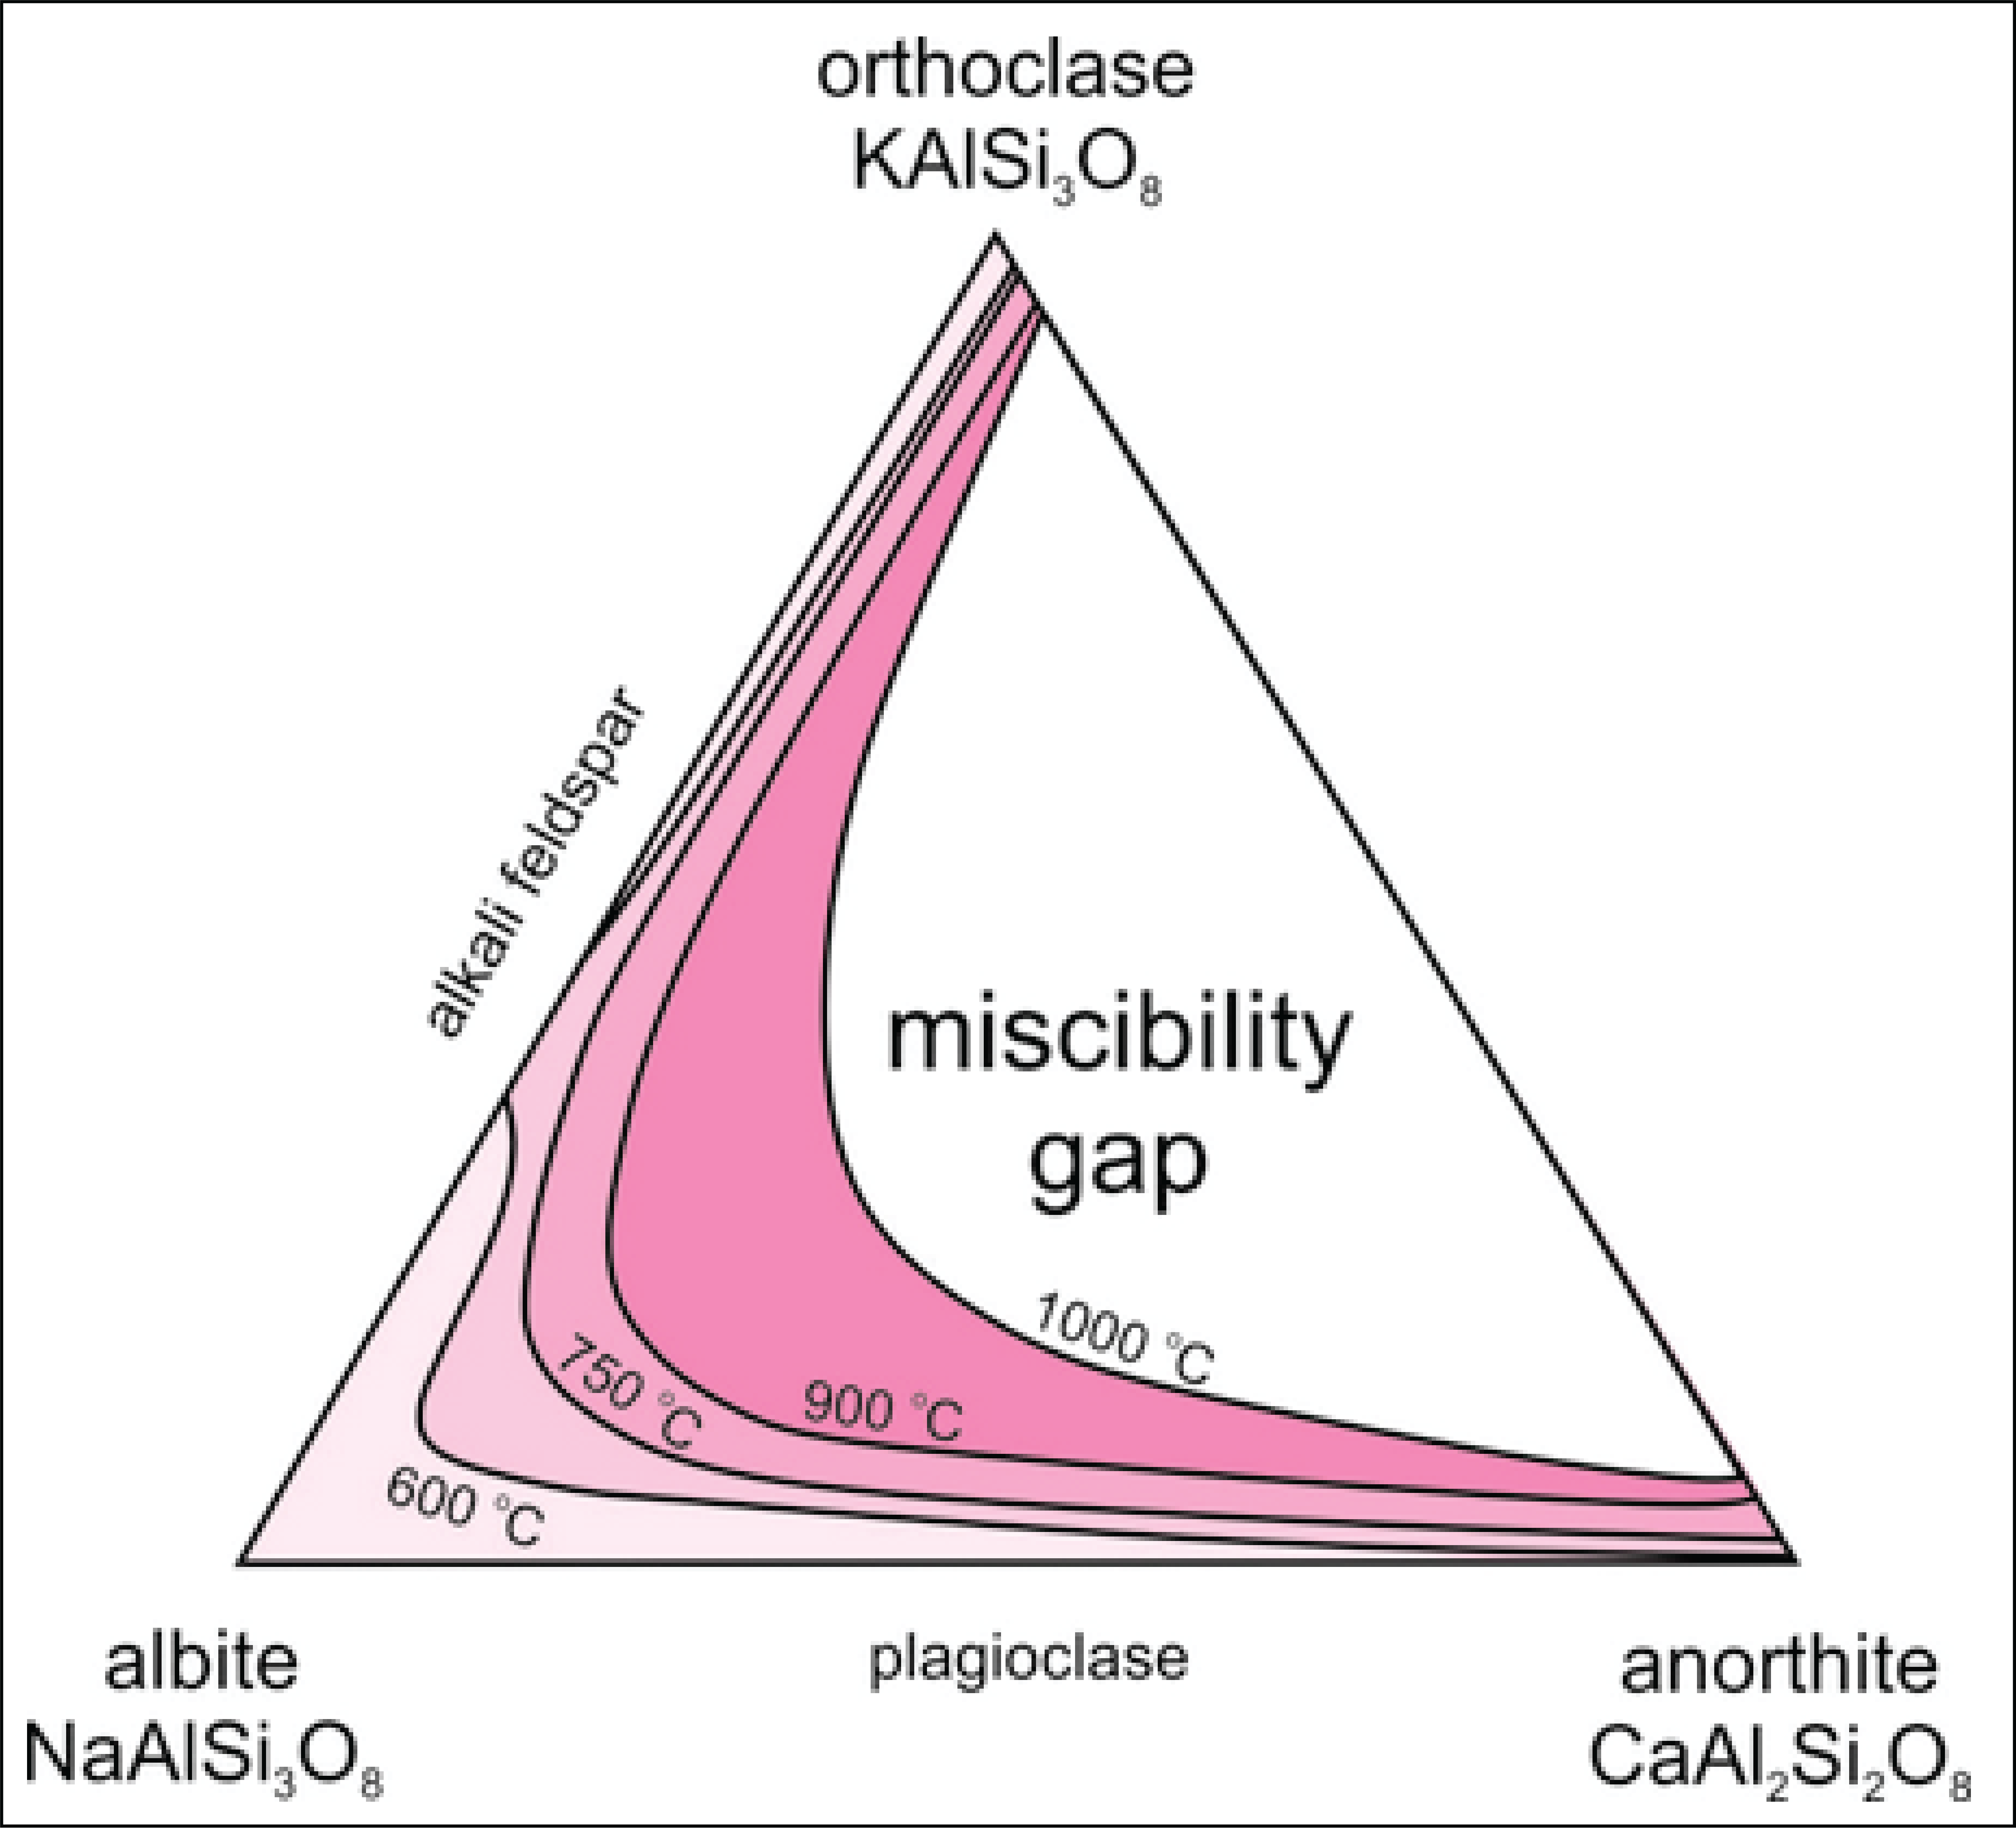 orthoclase
KAlSi₃O₈
alkali feldspar
miscibility
gap
1000 °C
900 °C
750 °C
600 °C
albite
NaAlSi₃O₈
plagioclase
anorthite
CaAl₂Si₂O₈